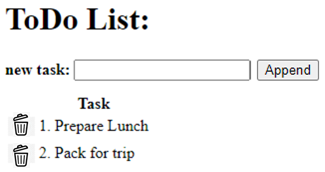 ToDo List:
new task: Append
Task
1. Prepare Lunch
2. Pack for trip